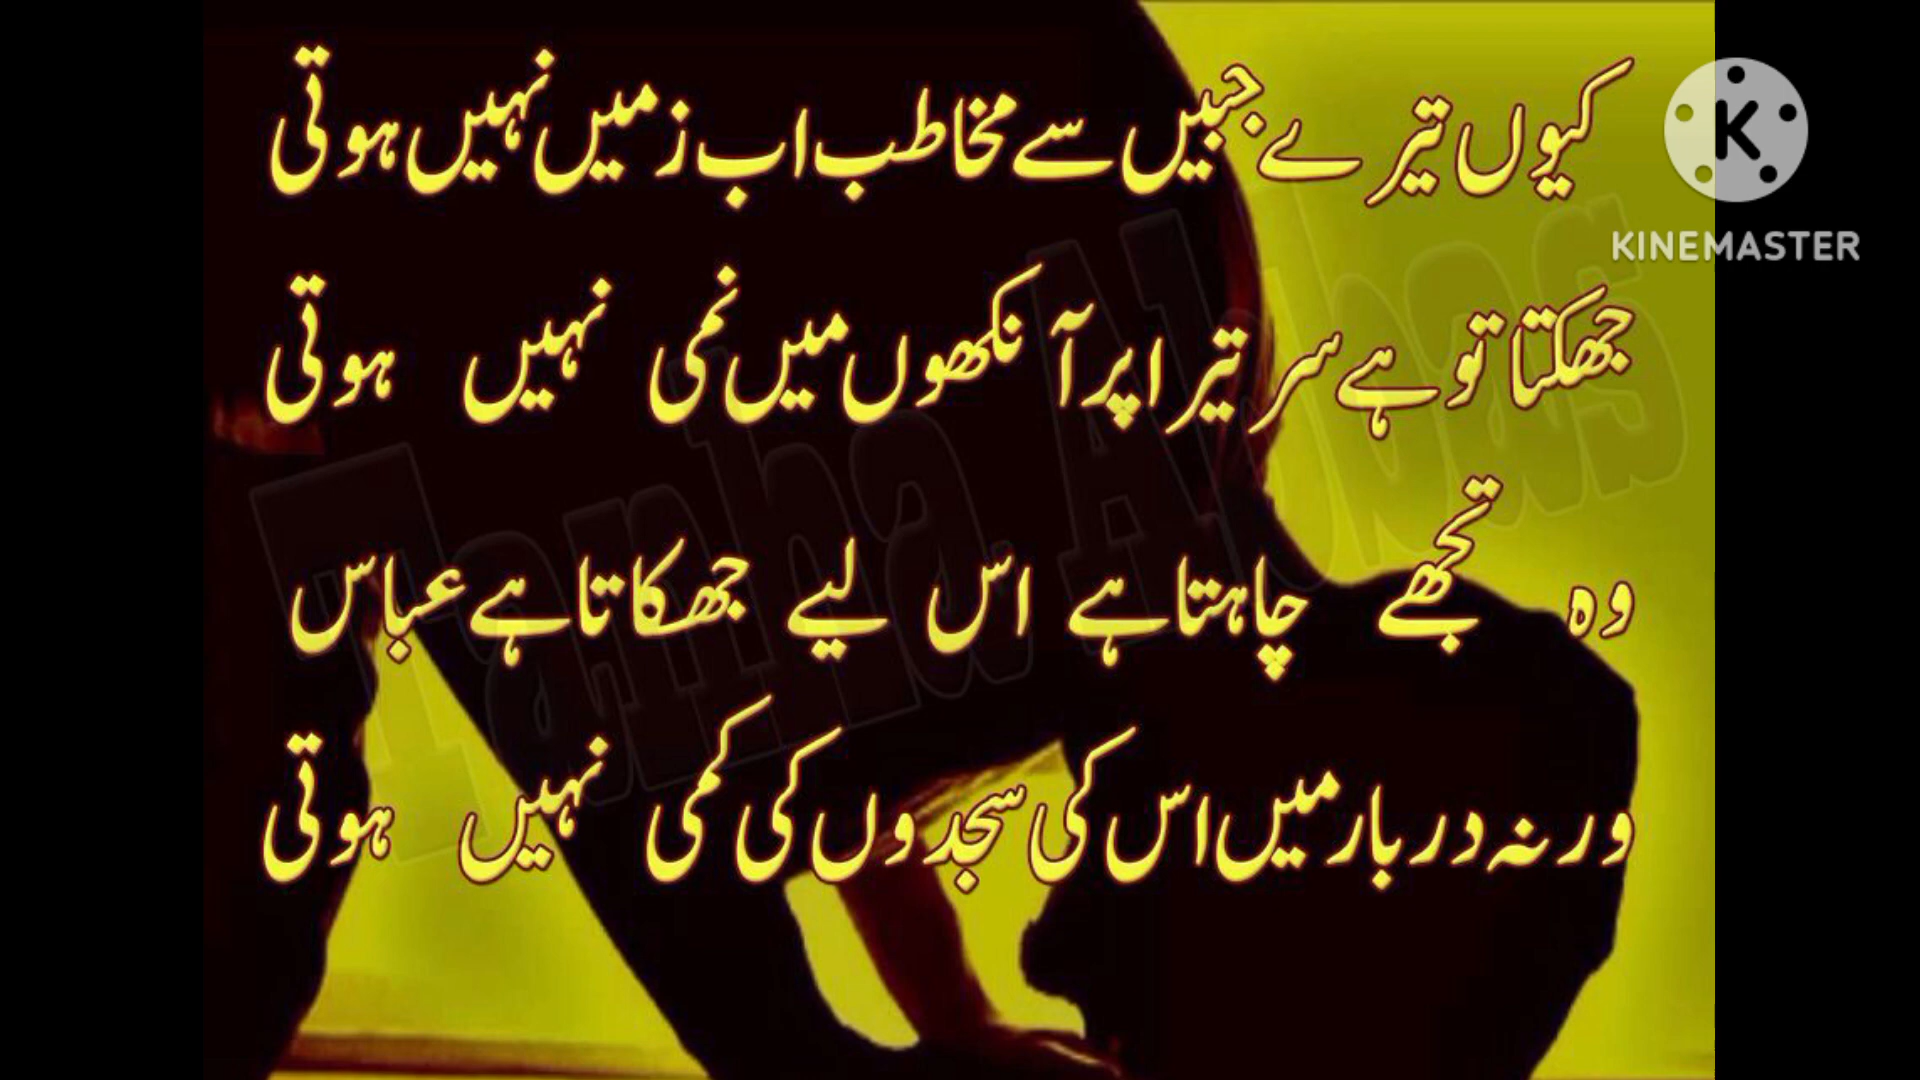 کیوں تیرے جبیں سے مخاطب اب زمیں نہیں ہوتی
جھکتا تو ہے سر تیرا پر آنکھوں میں نمی نہیں ہوتی
وہ تجھے چاہتا ہے اس لیے جھکاتا ہے عباس
ورنہ دربار میں اس کی سجدوں کی کمی نہیں ہوتی
Tanha Abbas
K
KINEMASTER